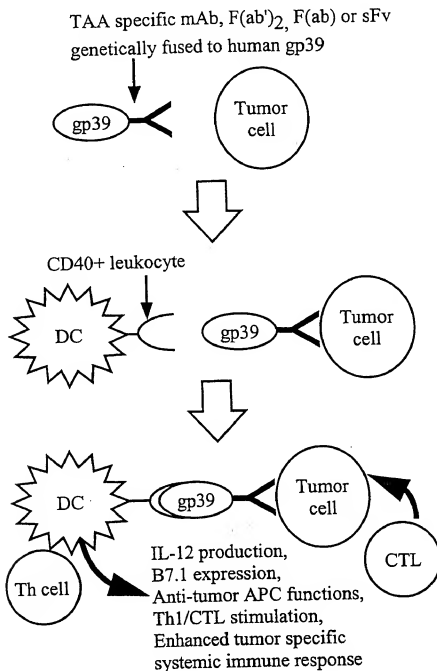 TAA specific mAb, F(ab')2, F(ab) or sFv
genetically fused to human gp39
gp39
Tumor
cell
CD40+ leukocyte
DC
gp39
Tumor
cell
DC
gp39
Tumor
cell
Th cell
CTL
IL-12 production,
B7.1 expression,
Anti-tumor APC functions,
Th1/CTL stimulation,
Enhanced tumor specific
systemic immune response